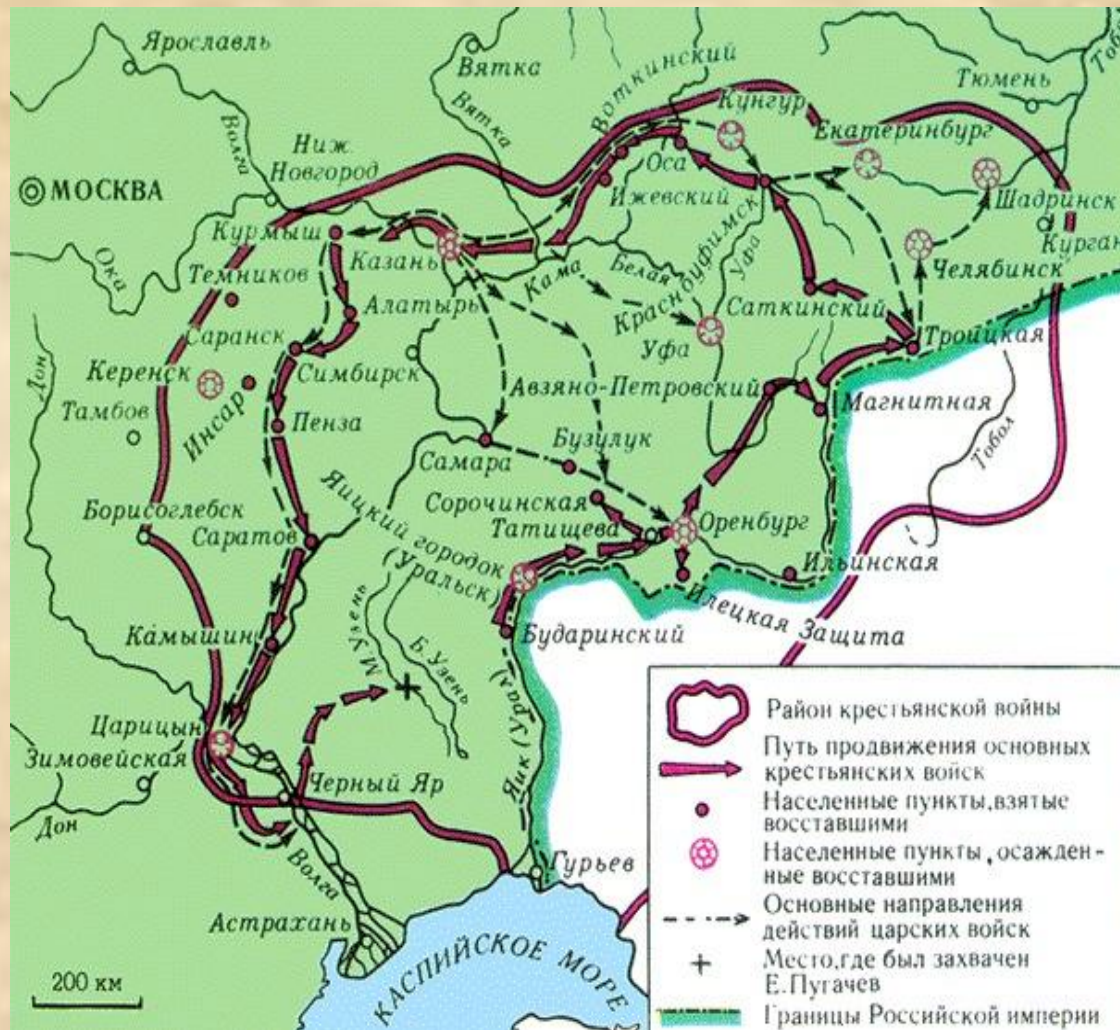 Ярославль
Вятка
Тюмень
Тобол
Волга
Вятка
Воткинский
Кунгур
Екатеринбург
Ниж.
Новгород
Оса
Ижевский
Шадринск
МОСКВА
Курмыш
Казань
Кама
Белая
Красноуфимск
Уфа
Курган
Челябинск
Ока
Темников
Алатырь
Саткинский
Саранск
Уфа
Троицкая
Дон
Керенск
Симбирск
Авзяно-Петровский
Тамбов
Инсар
Пенза
Магнитная
Самара
Бузулук
Тобол
Борисоглебск
Сорочинская
Татищева
Оренбург
Саратов
Яицкий городок
(Уральск)
Ильинская
Илецкая Защита
Камышин
М.Узень
Б.Узень
Бударинский
Царицын
Зимовейская
Черный Яр
Яик (Урал)
Дон
Волга
Гурьев
Астрахань
КАСПИЙСКОЕ МОРЕ
200 км
Район крестьянской войны
Путь продвижения основных
крестьянских войск
Населенные пункты, взятые
восставшими
Населенные пункты, осажден-
ные восставшими
Основные направления
действий царских войск
Место, где был захвачен
Е.Пугачев
Границы Российской империи